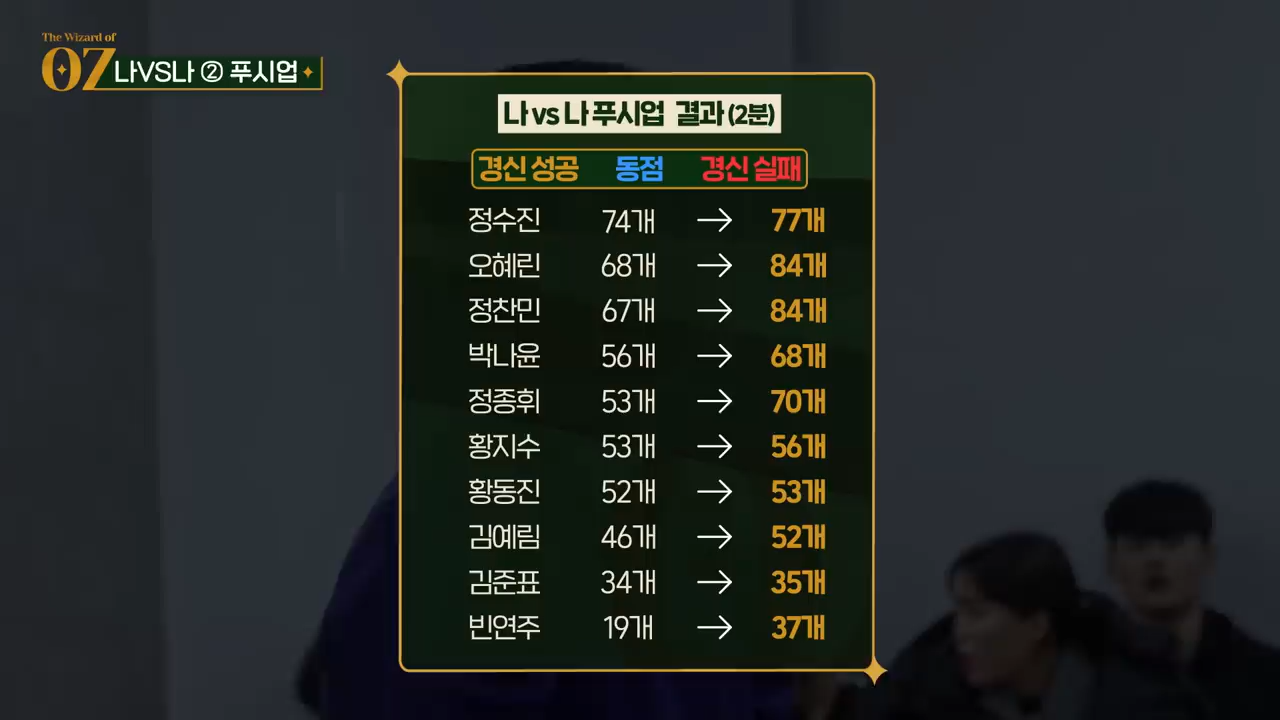 The Wizard of
OZ 나VS나 ② 푸시업
나 vs 나 푸시업 결과 (2분)
경신 성공 동점 경신 실패
정수진 74개 → 77개
오혜린 68개 → 84개
정찬민 67개 → 84개
박나윤 56개 → 68개
정종휘 53개 → 70개
황지수 53개 → 56개
황동진 52개 → 53개
김예림 46개 → 52개
김준표 34개 → 35개
빈연주 19개 → 37개